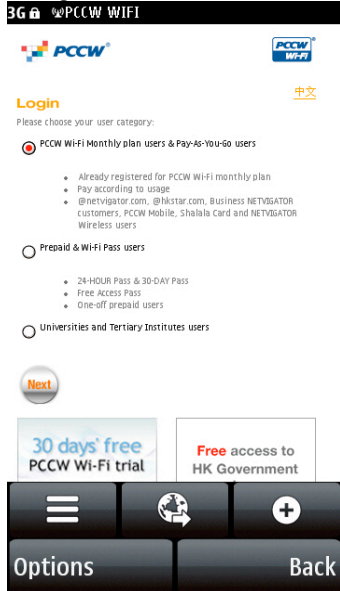 3G PCCW WIFI
PCCW
PCCW
Wi-Fi
中文
Login
Please choose your user category:
PCCW Wi-Fi Monthly plan users & Pay-As-You-Go users
Already registered for PCCW Wi-Fi monthly plan
Pay according to usage
@netvigator.com, @hkstar.com, Business NETVIGATOR
customers, PCCW Mobile, Shalala Card and NETVIGATOR
Wireless users
Prepaid & Wi-Fi Pass users
24-HOUR Pass & 30-DAY Pass
Free Access Pass
One-off prepaid users
Universities and Tertiary Institutes users
Next
30 days' free
PCCW Wi-Fi trial
Free access to
HK Government
Options
Back